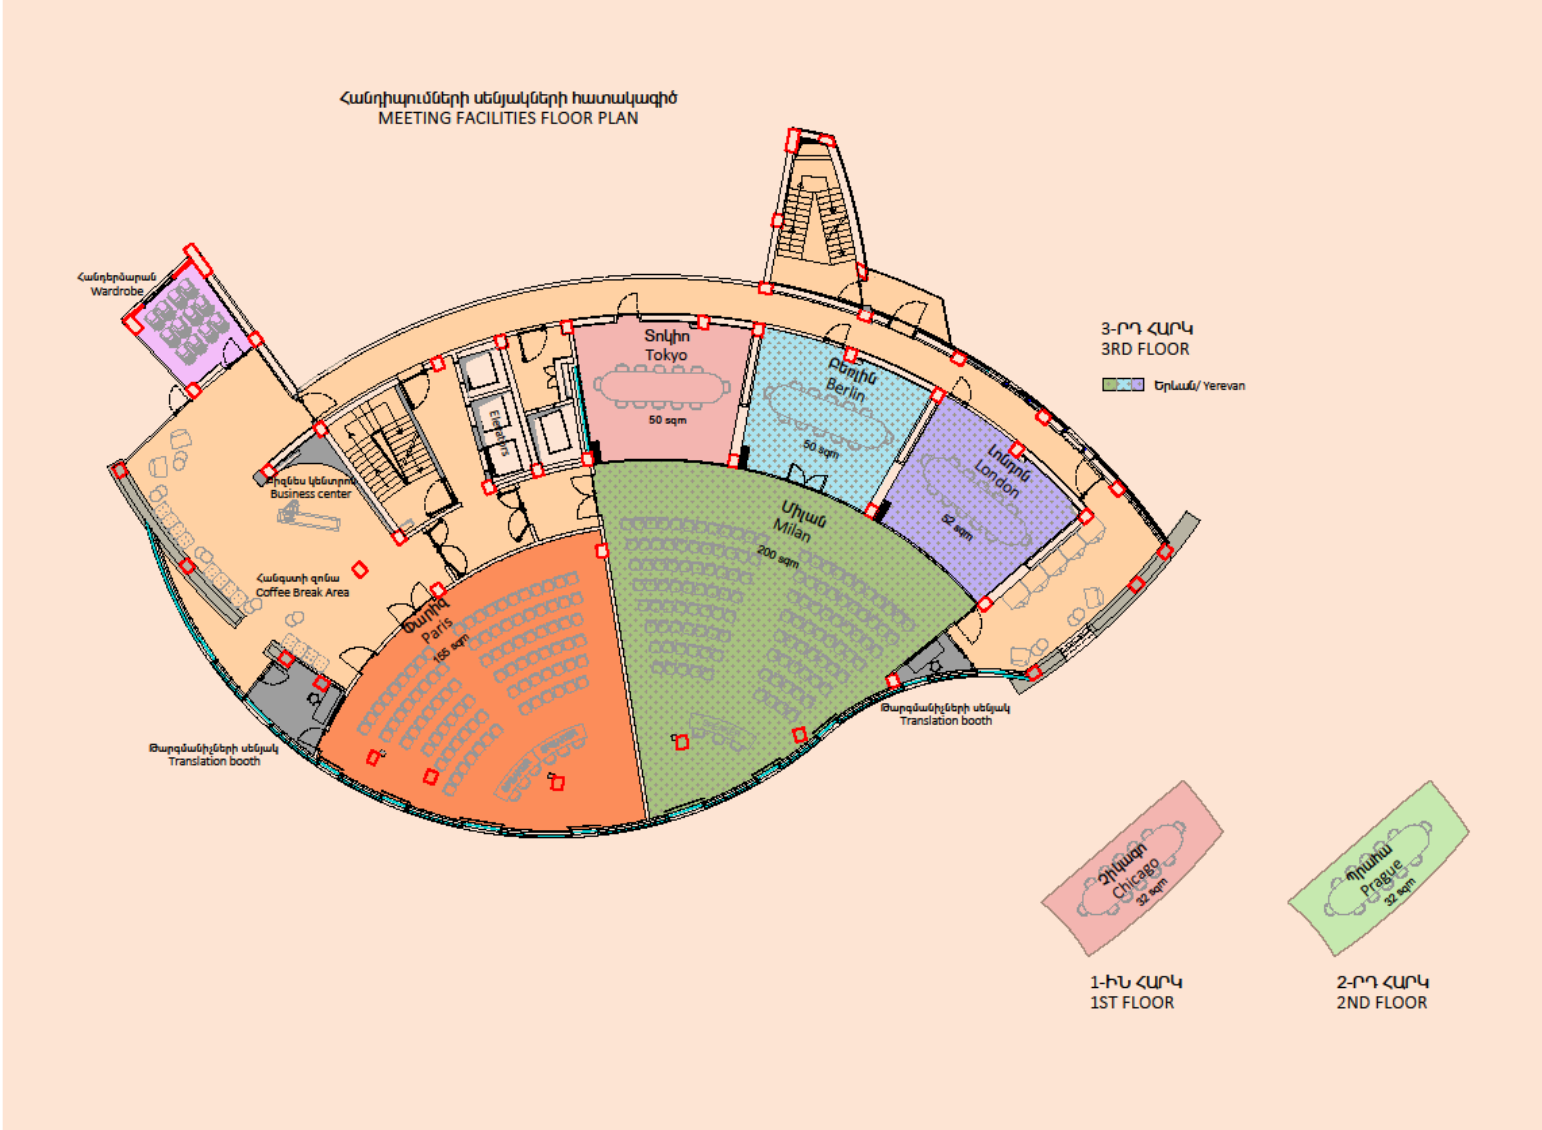 Հանդիպումների սենյակների հատակագիծ
MEETING FACILITIES FLOOR PLAN
Հանդերձարան
Wardrobe
Տոկիո
Tokyo
50 sqm
Բեռլին
Berlin
50 sqm
Լոնդոն
London
52 sqm
3-ՐԴ ՀԱՐԿ
3RD FLOOR
Երևան/ Yerevan
Elevators
Բիզնես կենտրոն
Business center
Միլան
Milan
200 sqm
Հանգստի զոնա
Coffee Break Area
Փարիզ
Paris
155 sqm
Թարգմանիչների սենյակ
Translation booth
Թարգմանիչների սենյակ
Translation booth
Չիկագո
Chicago
32 sqm
1-ԻՆ ՀԱՐԿ
1ST FLOOR
Պրահա
Prague
32 sqm
2-ՐԴ ՀԱՐԿ
2ND FLOOR